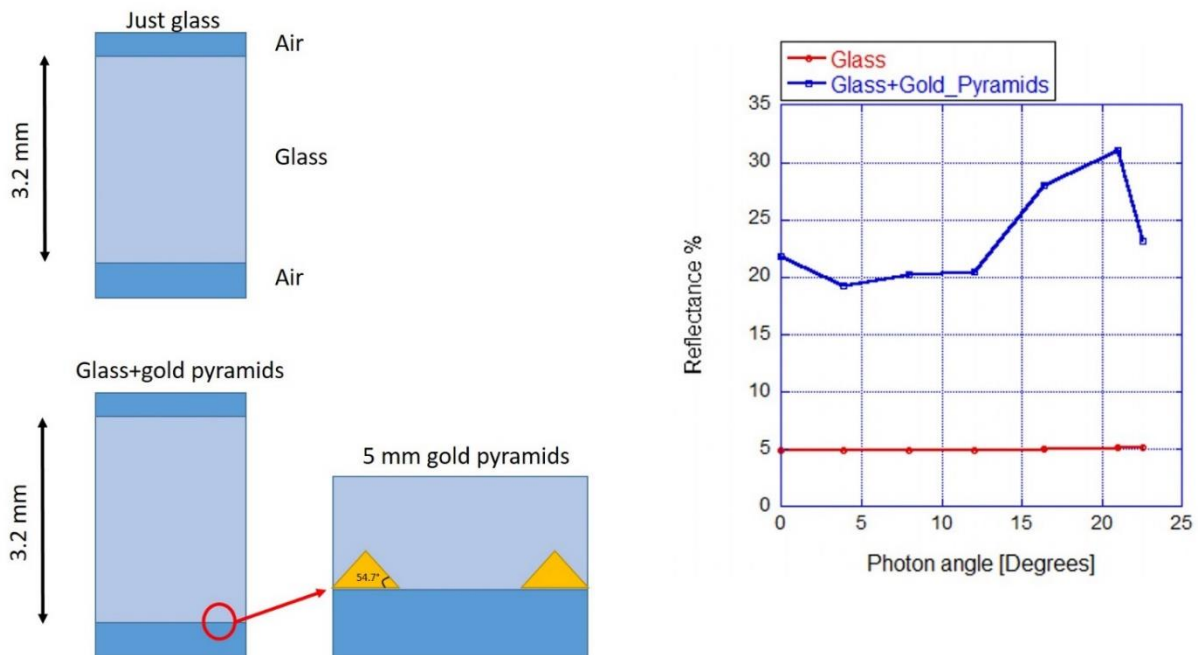 Just glass
Air
3.2 mm
Glass
Air
Glass+gold pyramids
3.2 mm
5 mm gold pyramids
54.7°
Glass
Glass+Gold_Pyramids
35
30
25
20
15
10
5
0
Reflectance %
0 5 10 15 20 25
Photon angle [Degrees]